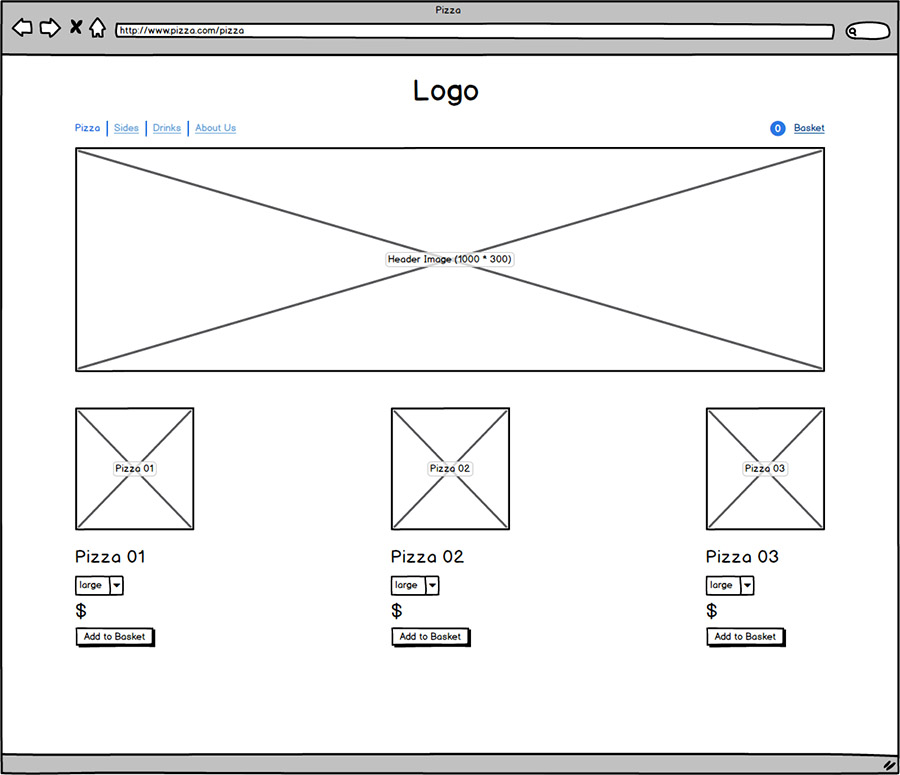 Pizza
http://www.pizza.com/pizza
Logo
Pizza Sides Drinks About Us 0 Basket
Header Image (1000 * 300)
Pizza 01 Pizza 02 Pizza 03
Pizza 01 Pizza 02 Pizza 03
large large large
$ $ $
Add to Basket Add to Basket Add to Basket